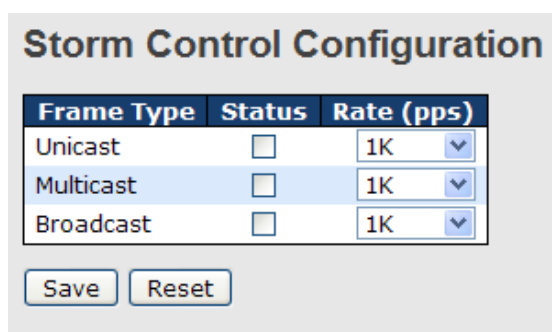 Storm Control Configuration
Frame Type Status Rate (pps)
Unicast 1K
Multicast 1K
Broadcast 1K
Save Reset